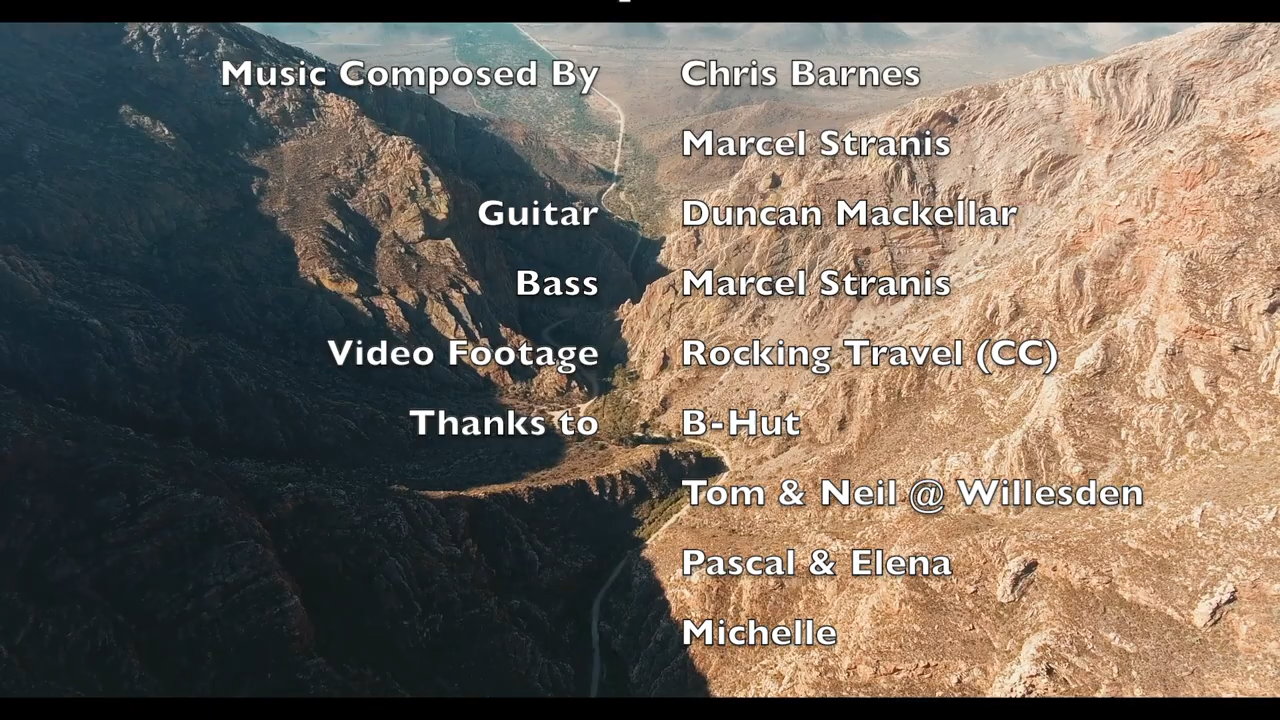 Music Composed By Chris Barnes
Marcel Stranis
Guitar Duncan Mackellar
Bass Marcel Stranis
Video Footage Rocking Travel (CC)
Thanks to B-Hut
Tom & Neil @ Willesden
Pascal & Elena
Michelle